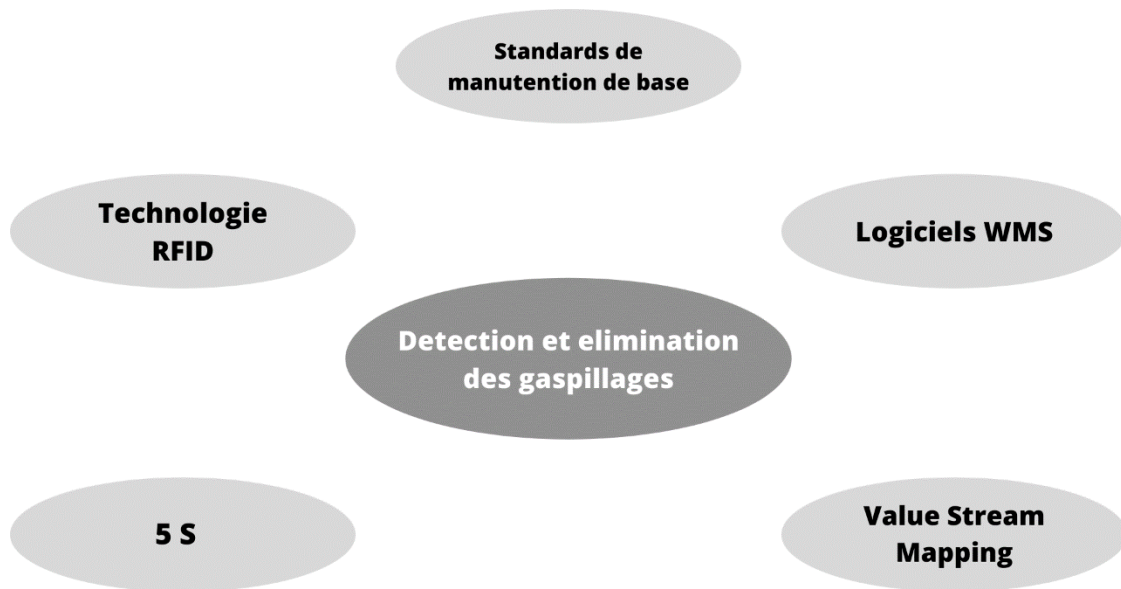 Standards de
manutention de base
Technologie
RFID
Logiciels WMS
Detection et elimination
des gaspillages
5 S
Value Stream
Mapping